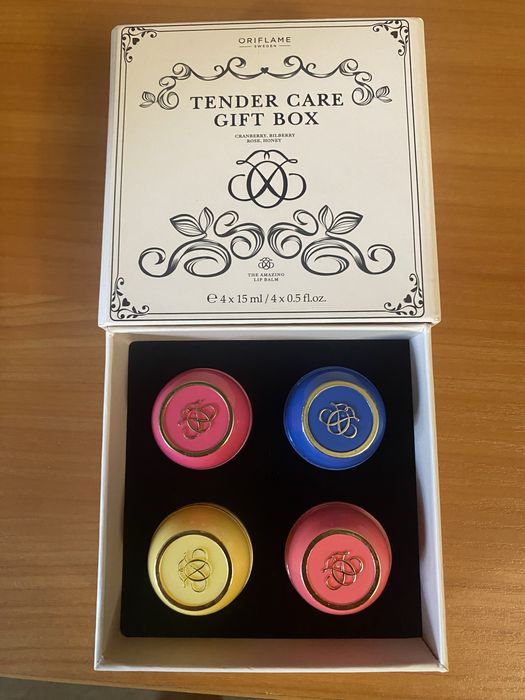 ORIFLAME
SWEDEN
TENDER CARE
GIFT BOX
CRANBERRY, BILBERRY
ROSE, HONEY
THE AMAZING
LIP BALM
℮ 4 x 15 ml / 4 x 0.5 fl.oz.